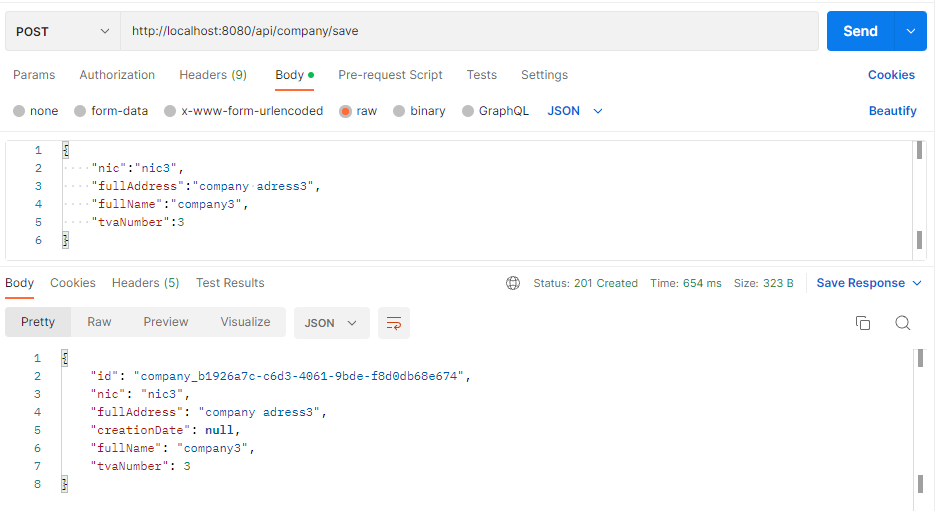 POST http://localhost:8080/api/company/save Send
Params Authorization Headers (9) Body Pre-request Script Tests Settings Cookies
none form-data x-www-form-urlencoded raw binary GraphQL JSON Beautify
1 {
2 "nic":"nic3",
3 "fullAddress":"company adress3",
4 "fullName":"company3",
5 "tvaNumber":3
6 }
Body Cookies Headers (5) Test Results Status: 201 Created Time: 654 ms Size: 323 B Save Response
Pretty Raw Preview Visualize JSON
1 {
2 "id": "company_b1926a7c-c6d3-4061-9bde-f8d0db68e674",
3 "nic": "nic3",
4 "fullAddress": "company adress3",
5 "creationDate": null,
6 "fullName": "company3",
7 "tvaNumber": 3
8 }